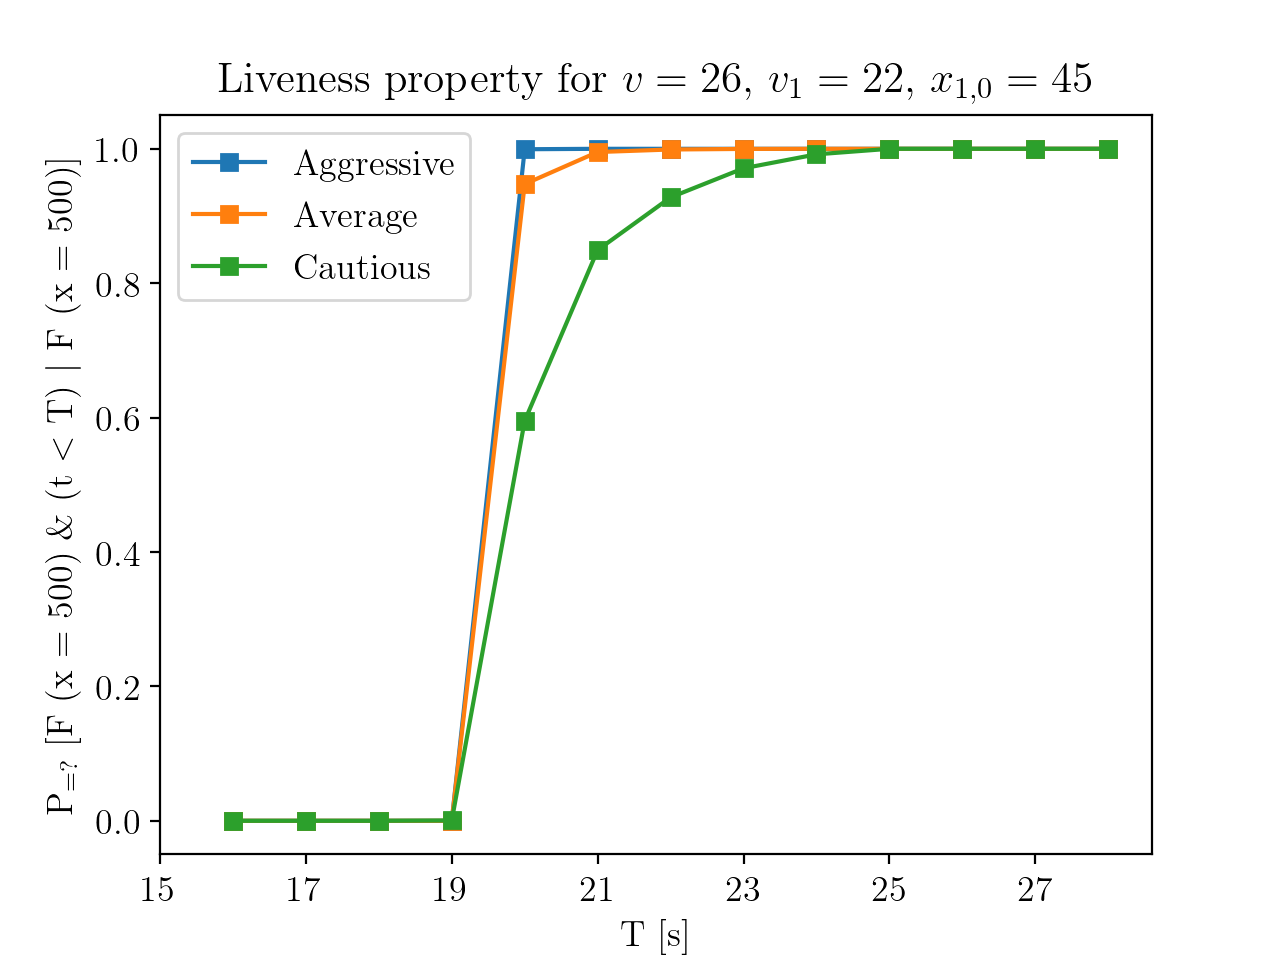 Liveness property for v = 26, v₁ = 22, x₁,₀ = 45
P₌? [F (x = 500) & (t < T) | F (x = 500)]
1.0
0.8
0.6
0.4
0.2
0.0
Aggressive
Average
Cautious
15 17 19 21 23 25 27
T [s]